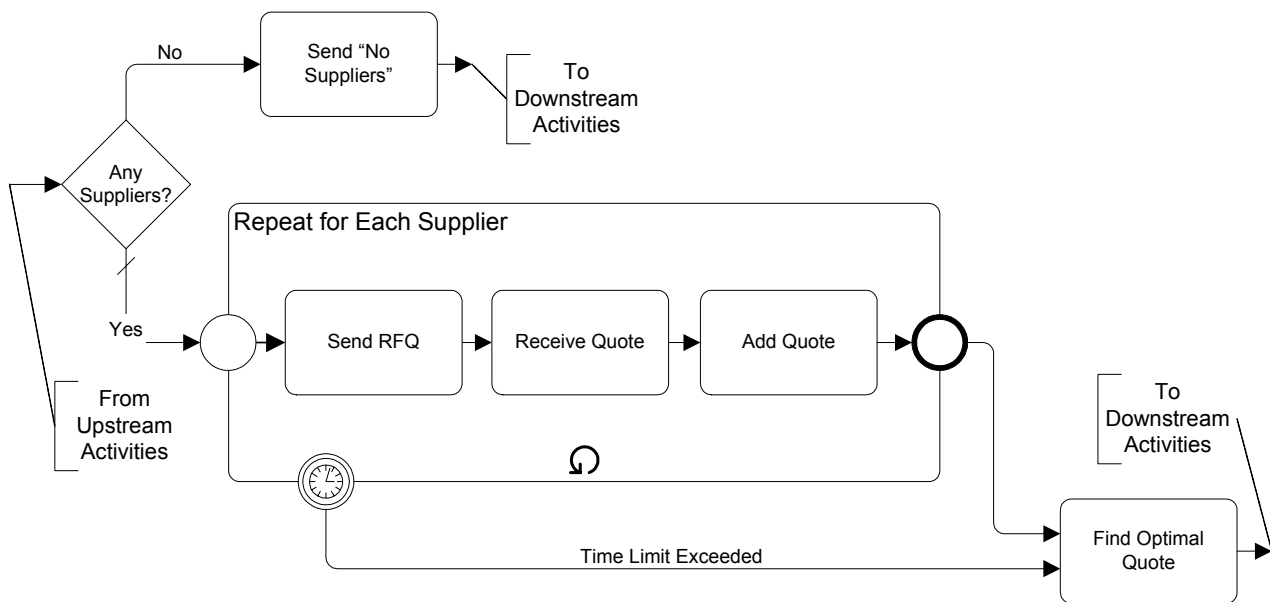 No
Send “No
Suppliers”
To
Downstream
Activities
Any
Suppliers?
Repeat for Each Supplier
Yes
Send RFQ
Receive Quote
Add Quote
From
Upstream
Activities
To
Downstream
Activities
Time Limit Exceeded
Find Optimal
Quote